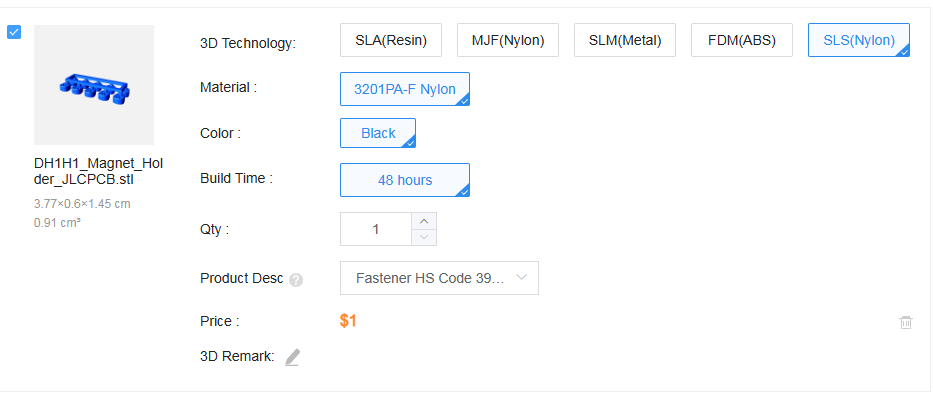 3D Technology:
SLA(Resin)
MJF(Nylon)
SLM(Metal)
FDM(ABS)
SLS(Nylon)
Material :
3201PA-F Nylon
Color :
Black
Build Time :
48 hours
Qty :
1
Product Desc ?
Fastener HS Code 39...
Price :
$1
3D Remark:
DH1H1_Magnet_Hol
der_JLCPCB.stl
3.77×0.6×1.45 cm
0.91 cm³